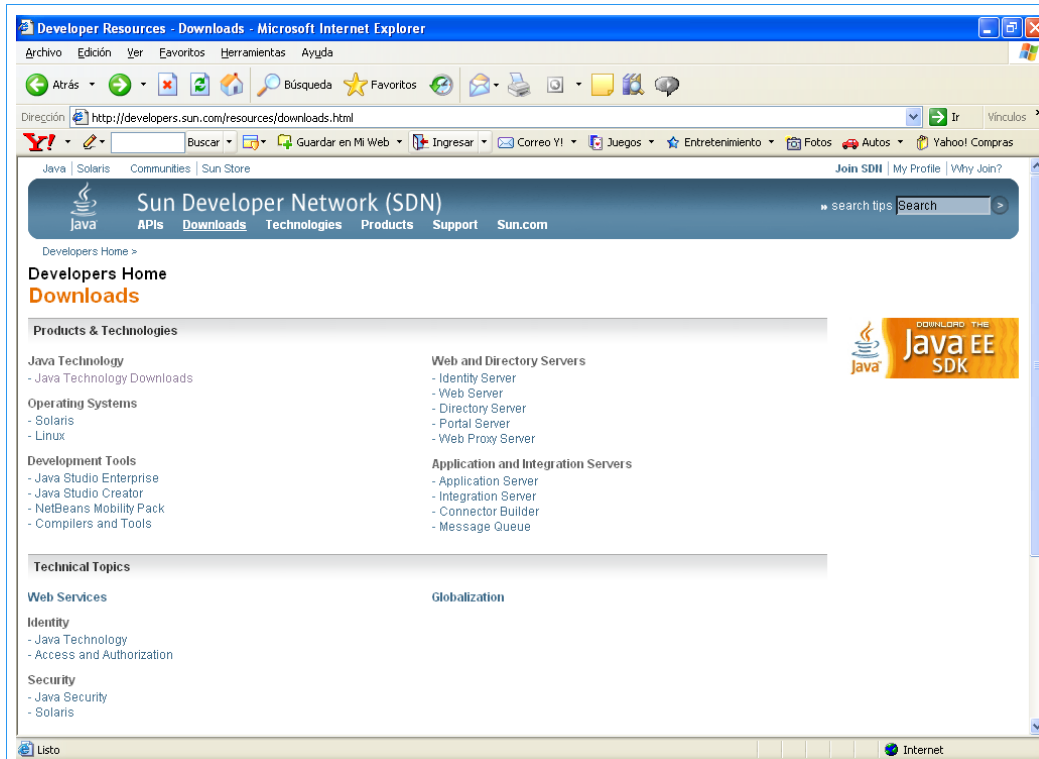 Developer Resources - Downloads - Microsoft Internet Explorer
Archivo Edición Ver Favoritos Herramientas Ayuda
Atrás Búsqueda Favoritos
Dirección http://developers.sun.com/resources/downloads.html Ir Vínculos »
Y! Buscar Guardar en Mi Web Ingresar Correo Y! Juegos Entretenimiento Fotos Autos Yahoo! Compras
Java | Solaris Communities | Sun Store Join SDN | My Profile | Why Join?
Java Sun Developer Network (SDN)
» search tips Search >
APIs Downloads Technologies Products Support Sun.com
Developers Home >
Developers Home
Downloads
Products & Technologies
Java Technology
- Java Technology Downloads
Operating Systems
- Solaris
- Linux
Development Tools
- Java Studio Enterprise
- Java Studio Creator
- NetBeans Mobility Pack
- Compilers and Tools
Web and Directory Servers
- Identity Server
- Web Server
- Directory Server
- Portal Server
- Web Proxy Server
Application and Integration Servers
- Application Server
- Integration Server
- Connector Builder
- Message Queue
Java
DOWNLOAD THE
Java EE
SDK
Technical Topics
Web Services
Identity
- Java Technology
- Access and Authorization
Security
- Java Security
- Solaris
Globalization
Listo Internet